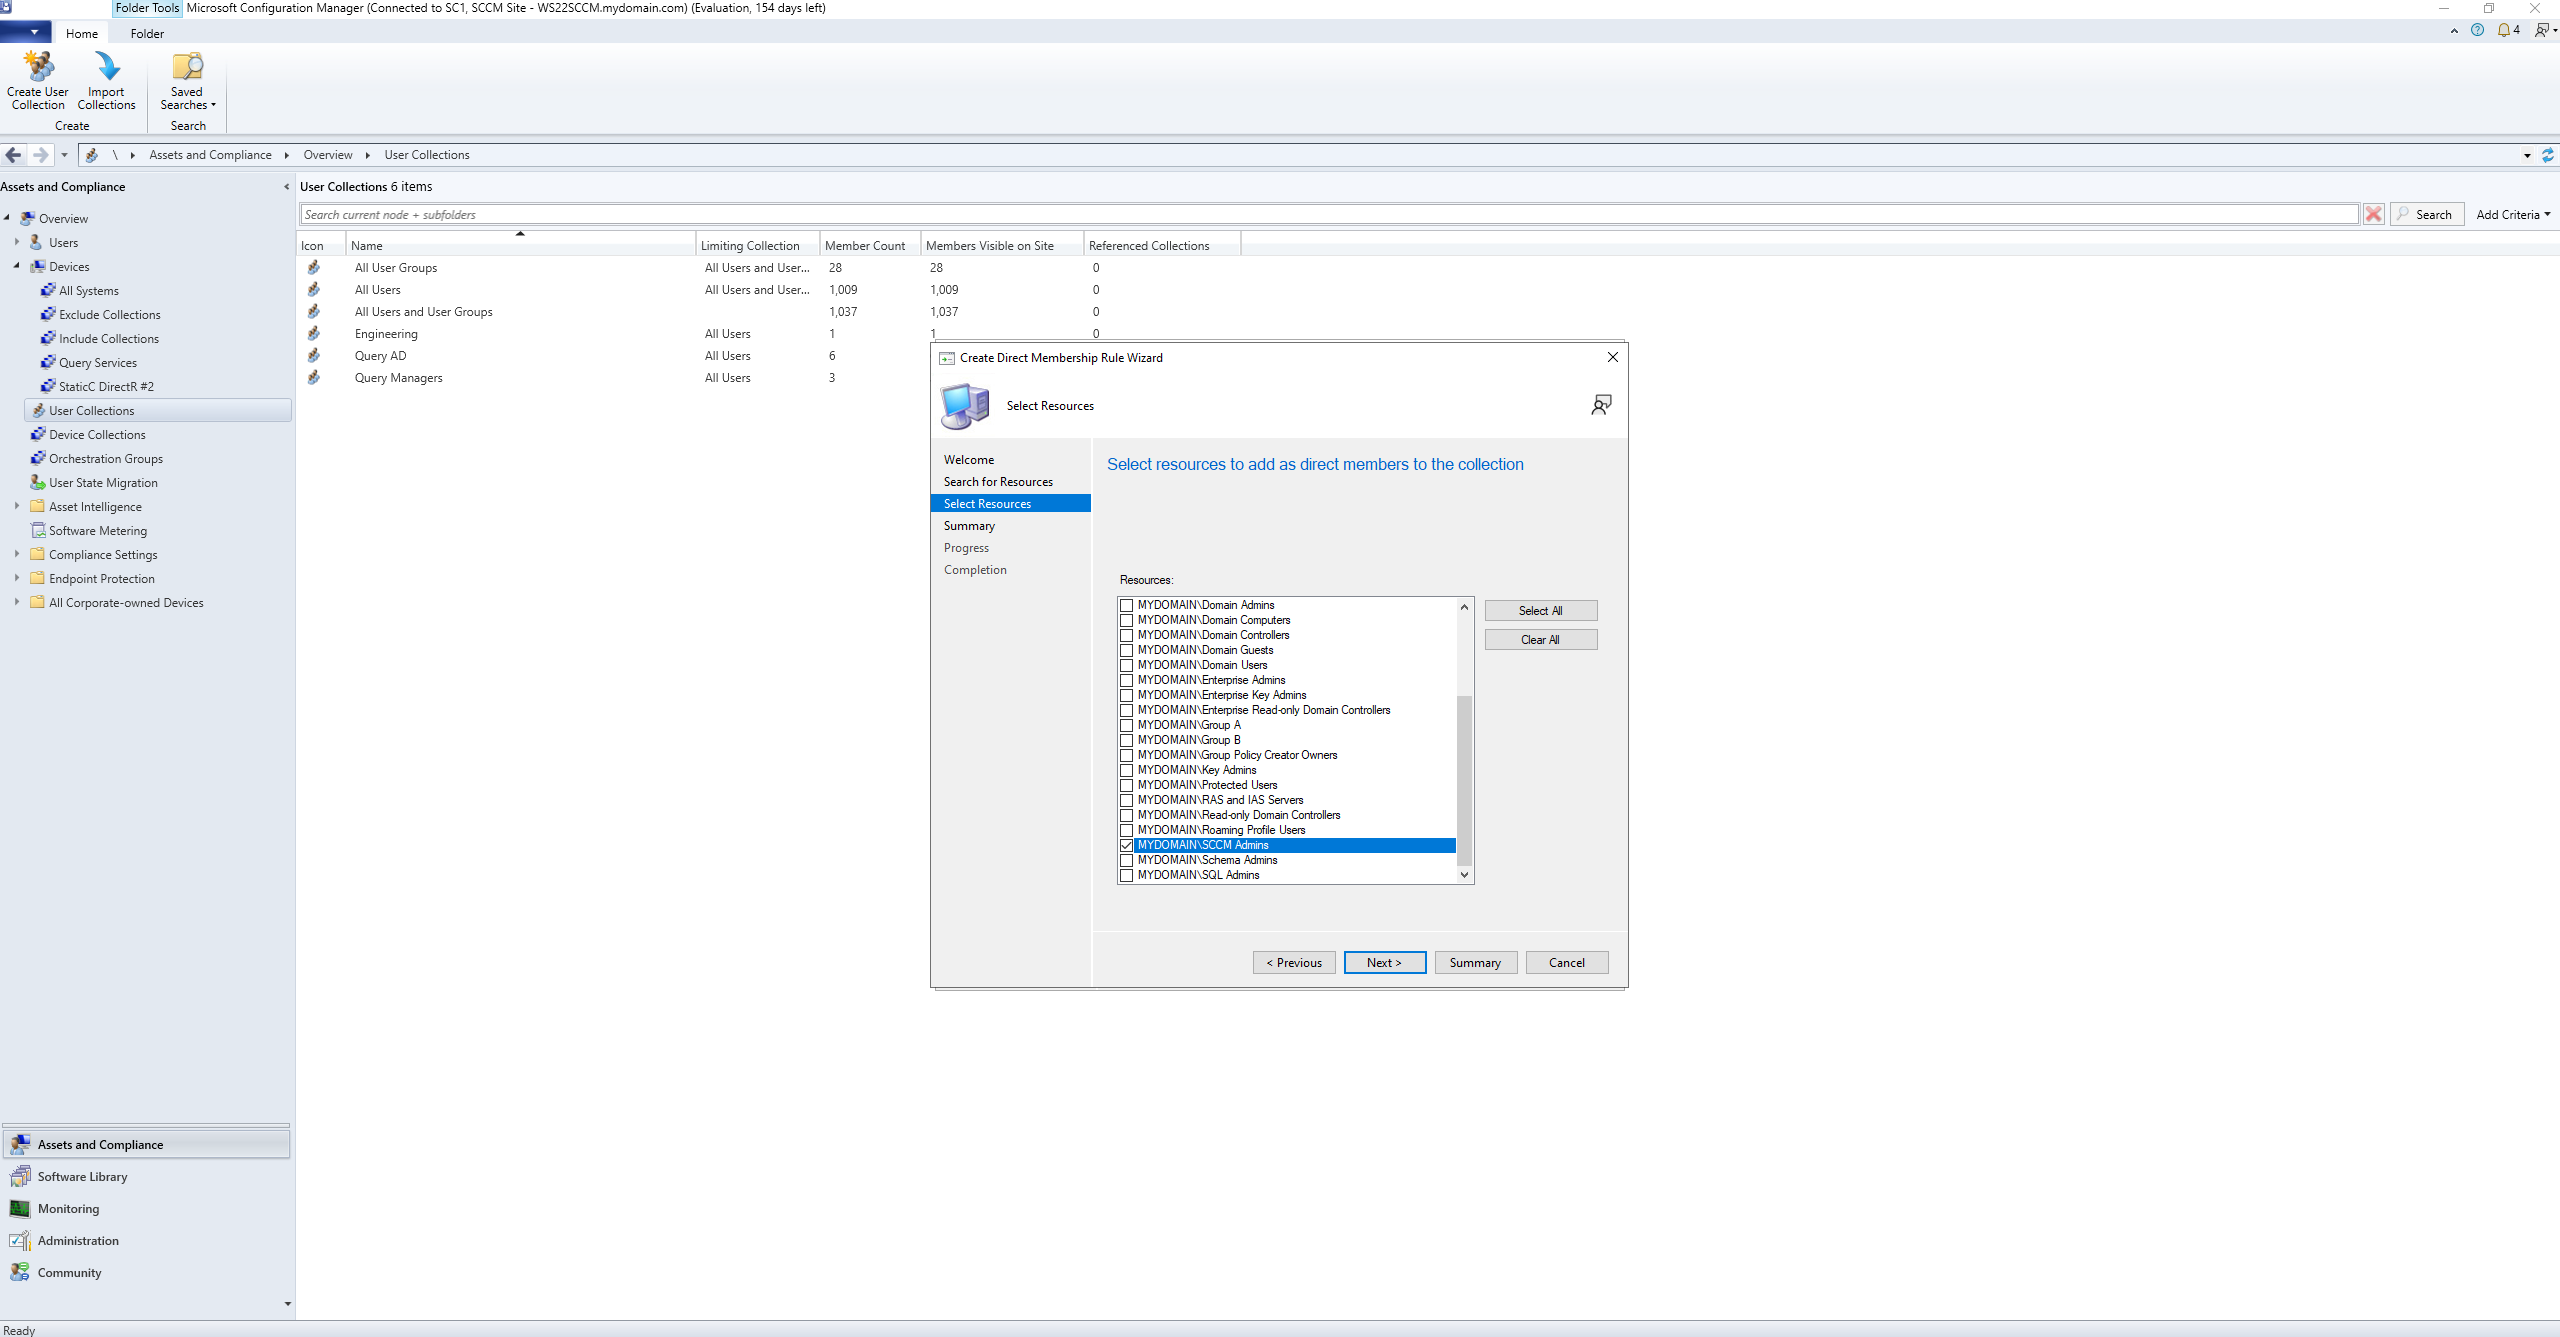 Folder Tools Microsoft Configuration Manager (Connected to SC1, SCCM Site - WS22SCCM.mydomain.com) (Evaluation, 154 days left)
Home Folder
4
Create User Collection
Import Collections
Saved Searches
Create
Search
\ Assets and Compliance Overview User Collections
Assets and Compliance
Overview
Users
Devices
All Systems
Exclude Collections
Include Collections
Query Services
StaticC DirectR #2
User Collections
Device Collections
Orchestration Groups
User State Migration
Asset Intelligence
Software Metering
Compliance Settings
Endpoint Protection
All Corporate-owned Devices
Assets and Compliance
Software Library
Monitoring
Administration
Community
User Collections 6 items
Search current node + subfolders
Search Add Criteria
Icon Name Limiting Collection Member Count Members Visible on Site Referenced Collections
All User Groups All Users and User... 28 28 0
All Users All Users and User... 1,009 1,009 0
All Users and User Groups 1,037 1,037 0
Engineering All Users 1 1 0
Query AD All Users 6
Query Managers All Users 3
Create Direct Membership Rule Wizard
Select Resources
Welcome
Search for Resources
Select Resources
Summary
Progress
Completion
Select resources to add as direct members to the collection
Resources:
MYDOMAIN\Domain Admins
MYDOMAIN\Domain Computers
MYDOMAIN\Domain Controllers
MYDOMAIN\Domain Guests
MYDOMAIN\Domain Users
MYDOMAIN\Enterprise Admins
MYDOMAIN\Enterprise Key Admins
MYDOMAIN\Enterprise Read-only Domain Controllers
MYDOMAIN\Group A
MYDOMAIN\Group B
MYDOMAIN\Group Policy Creator Owners
MYDOMAIN\Key Admins
MYDOMAIN\Protected Users
MYDOMAIN\RAS and IAS Servers
MYDOMAIN\Read-only Domain Controllers
MYDOMAIN\Roaming Profile Users
MYDOMAIN\SCCM Admins
MYDOMAIN\Schema Admins
MYDOMAIN\SQL Admins
Select All
Clear All
< Previous Next > Summary Cancel
Ready